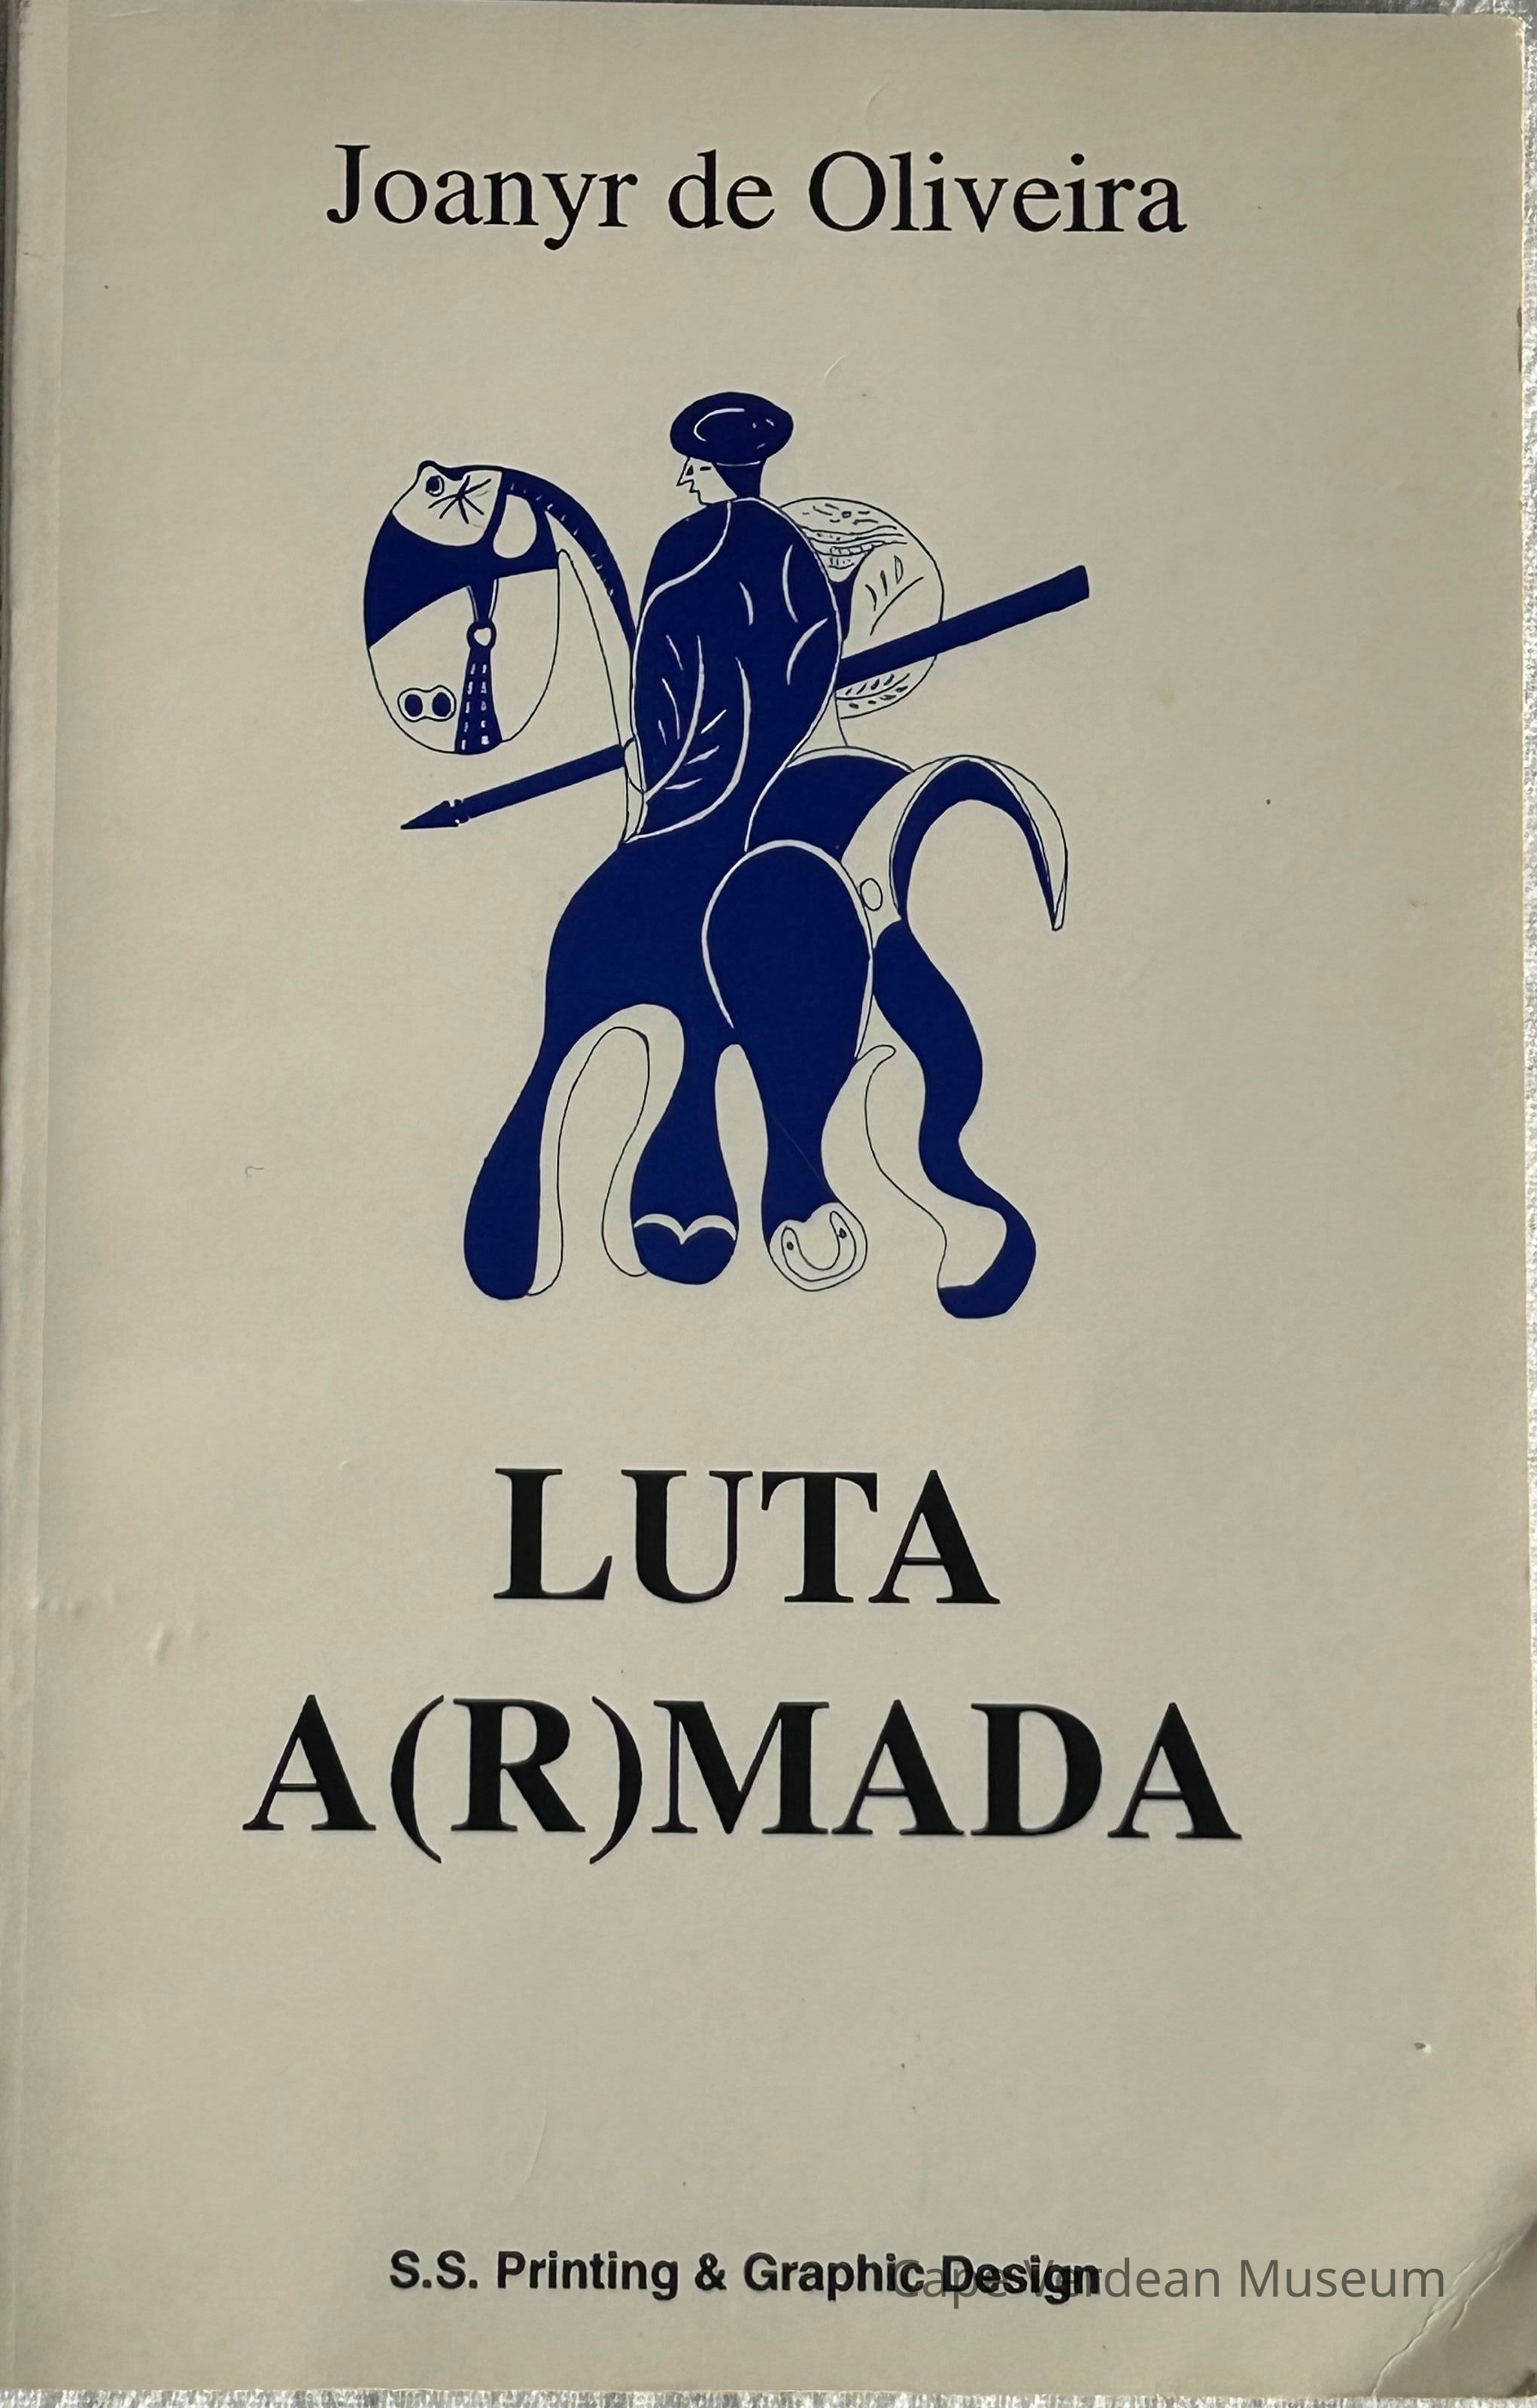 Joanyr de Oliveira
LUTA
A(R)MADA
S.S. Printing & Graphic Design
Cape Verdean Museum